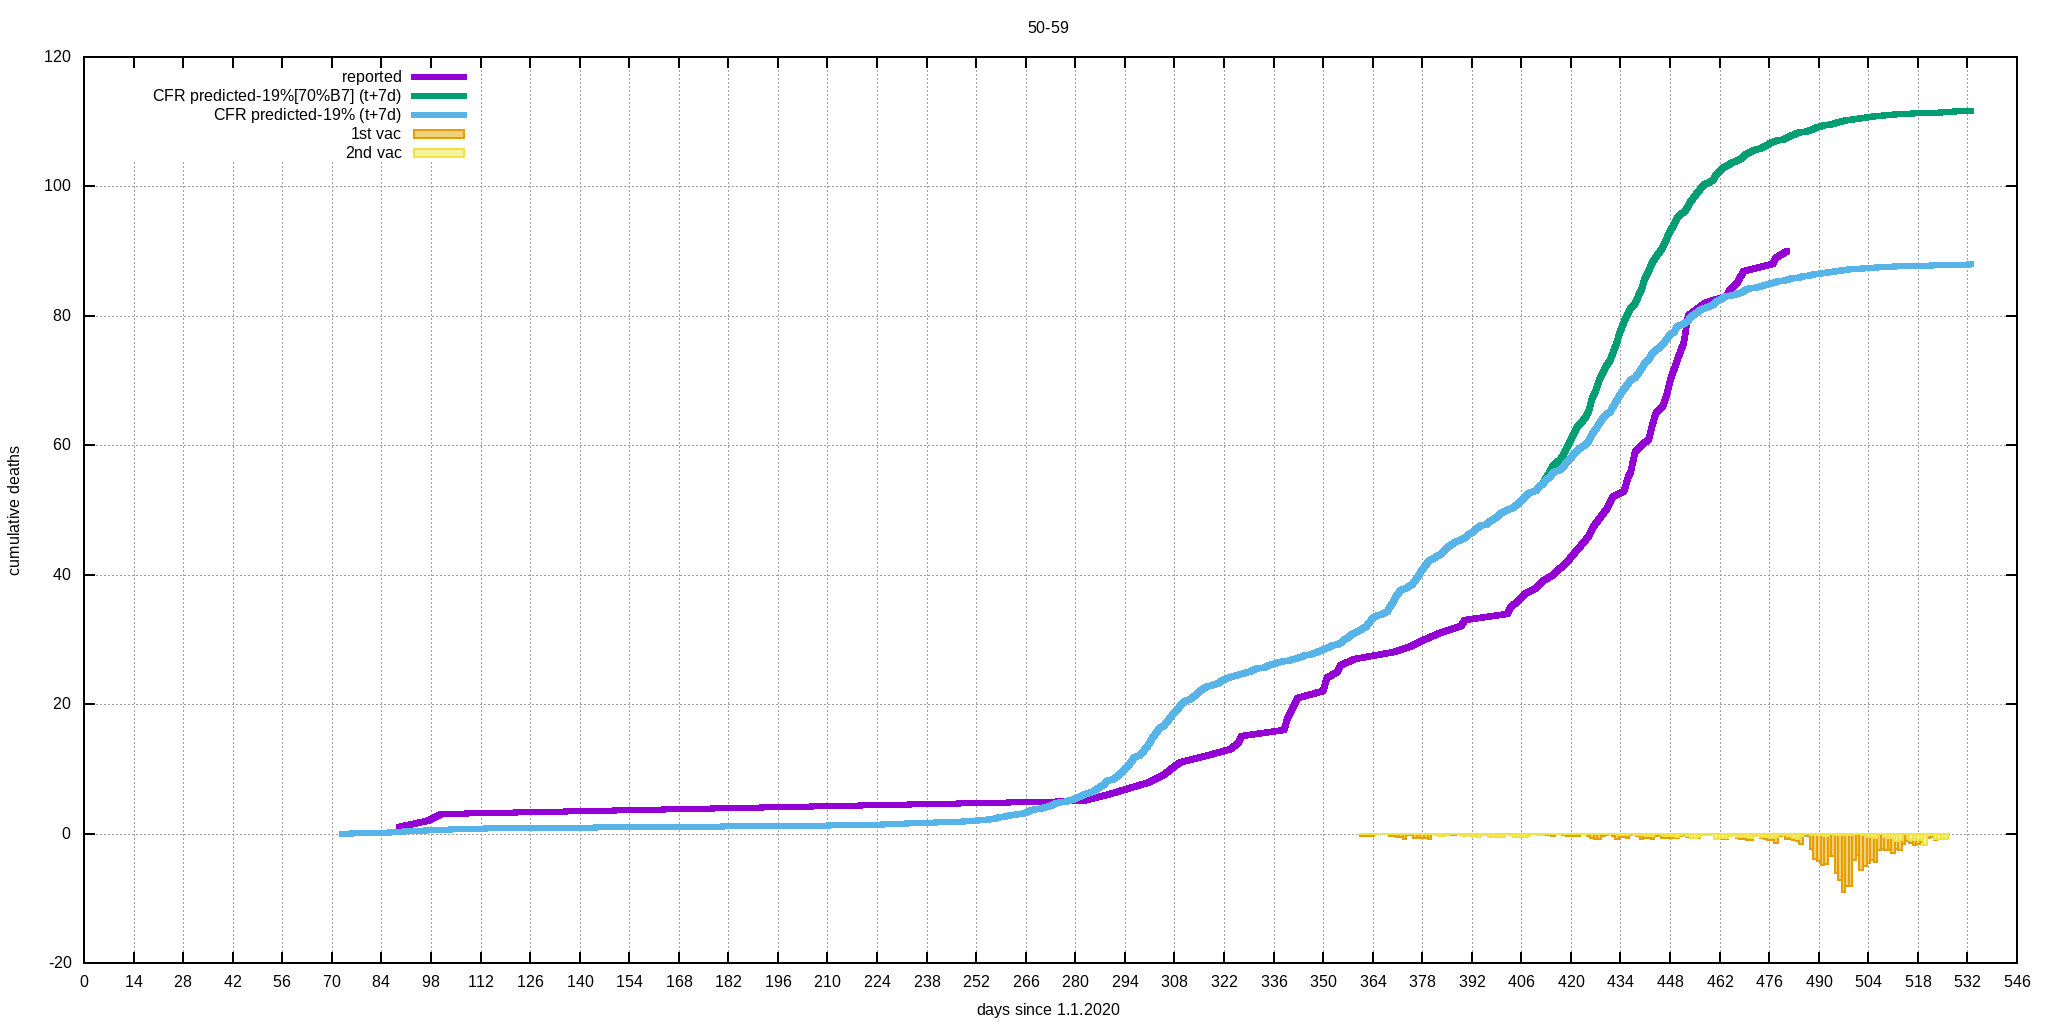 50-59
120
100
80
60
40
20
0
-20
cumulative deaths
reported
CFR predicted-19%[70%B7] (t+7d)
CFR predicted-19% (t+7d)
1st vac
2nd vac
0 14 28 42 56 70 84 98 112 126 140 154 168 182 196 210 224 238 252 266 280 294 308 322 336 350 364 378 392 406 420 434 448 462 476 490 504 518 532 546
days since 1.1.2020